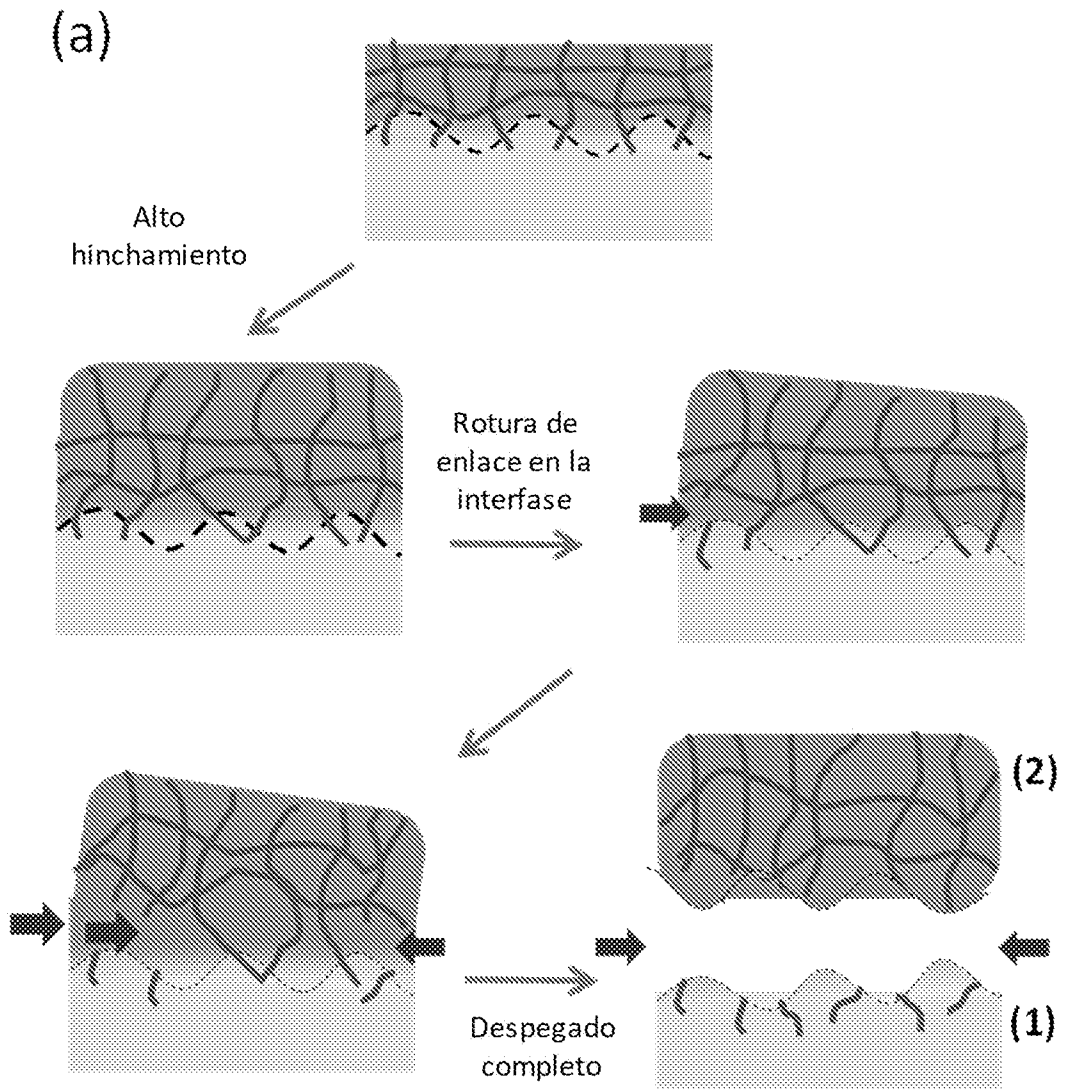 (a)
Alto
hinchamiento
Rotura de
enlace en la
interfase
(2)
(1)
Despegado
completo